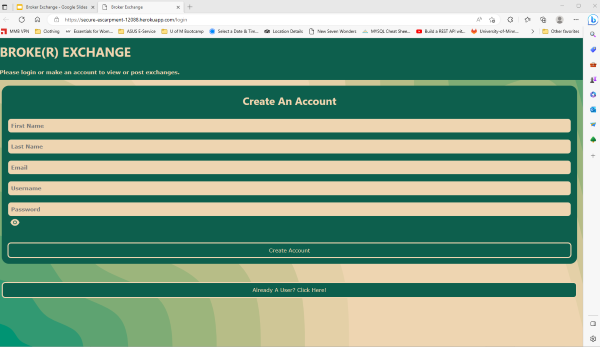 Broker Exchange - Google Slides
Broker Exchange
https://secure-escarpment-12088.herokuapp.com/login
MMB VPN
Clothing
Essentials for Wom...
ASUS E-Service
U of M Bootcamp
Select a Date & Tim...
Location Details
New Seven Wonders
MYSQL Cheat Shee...
Build a REST API wit...
University-of-Minne...
Other favorites
BROKE(R) EXCHANGE
Please login or make an account to view or post exchanges.
Create An Account
First Name
Last Name
Email
Username
Password
Create Account
Already A User? Click Here!